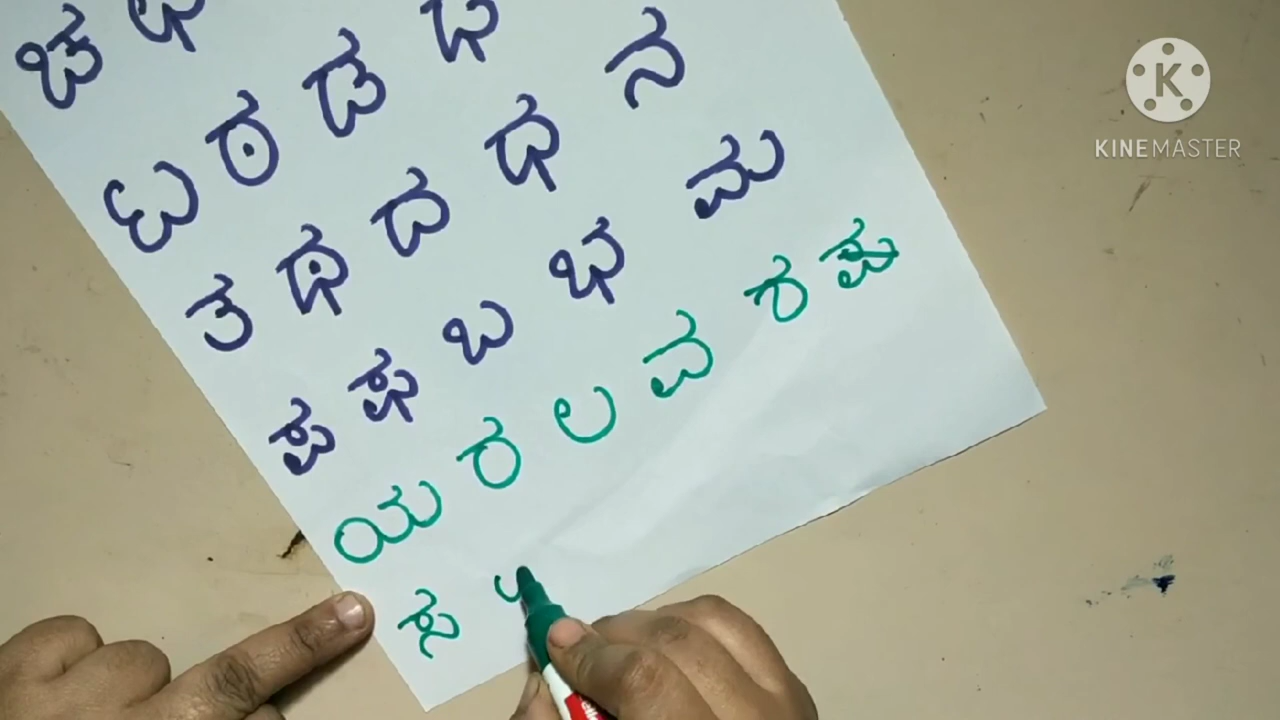 ಚ ಛ
ಟ ಠ ಡ ಢ
ತ ಥ ದ ಧ ನ
ಪ ಫ ಬ ಭ ಮ
ಯ ರ ಲ ವ ಶ ಷ
ಸ
KINEMASTER